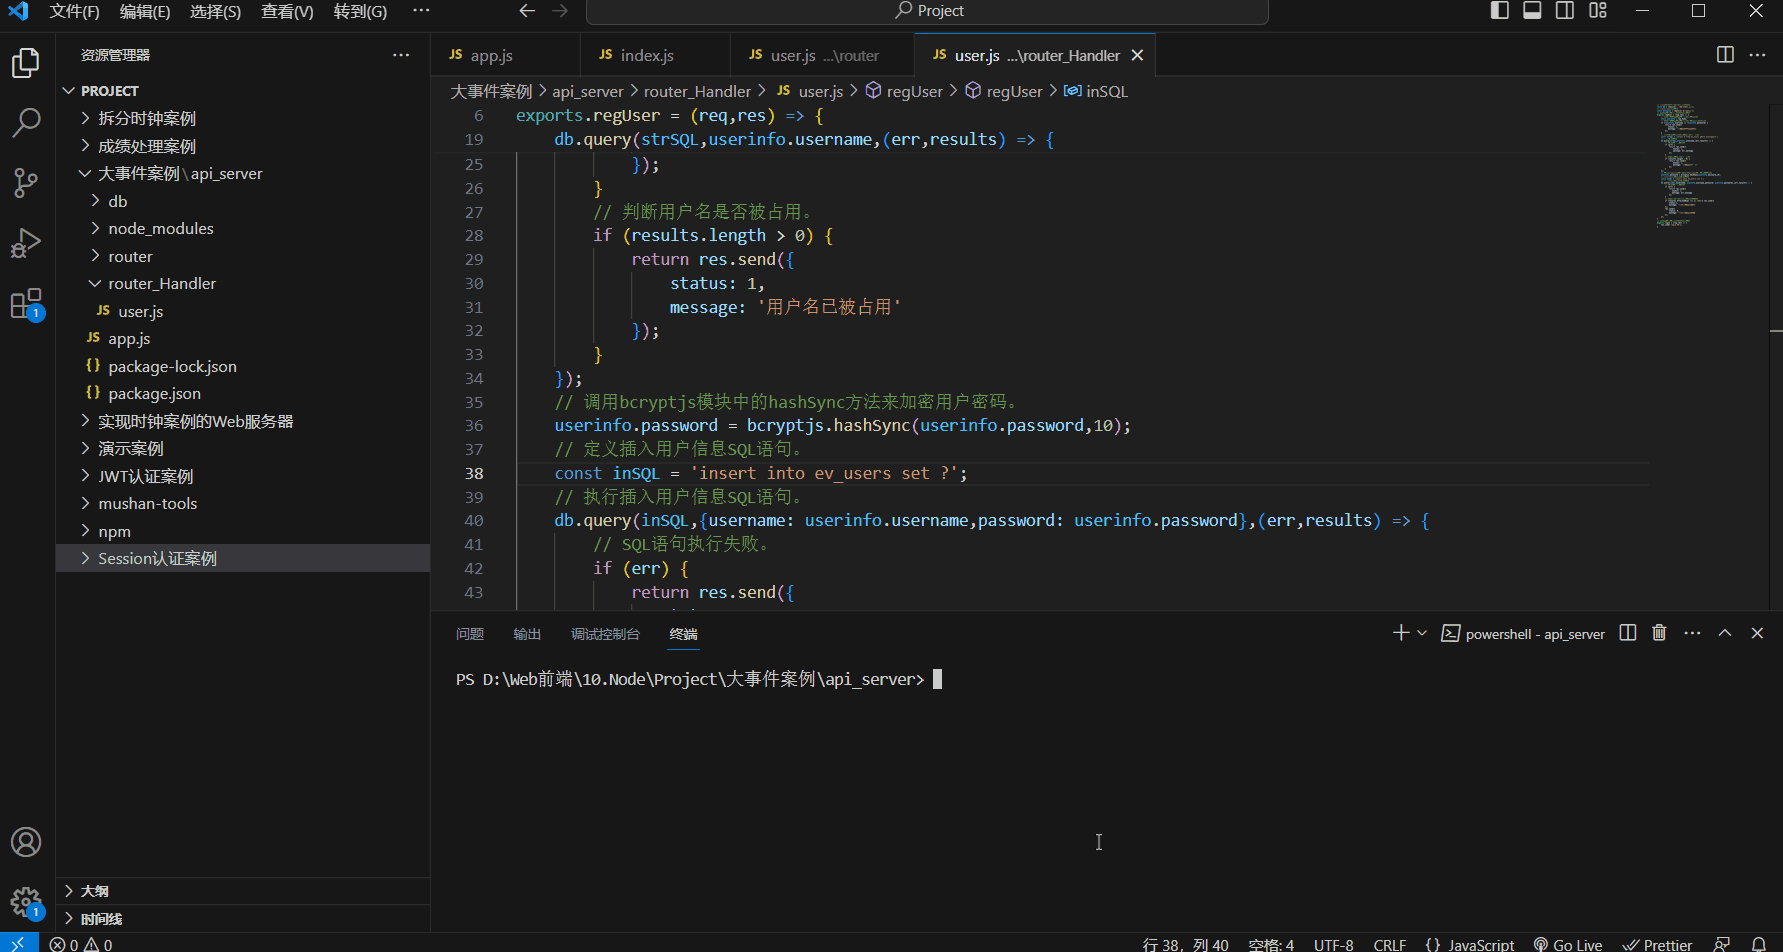 文件(F) 编辑(E) 选择(S) 查看(V) 转到(G) ··· Project
资源管理器 ···
JS app.js JS index.js JS user.js ...\router JS user.js ...\router_Handler
大事件案例 > api_server > router_Handler > JS user.js > regUser > regUser > inSQL
PROJECT
拆分时钟案例
成绩处理案例
大事件案例\api_server
db
node_modules
router
router_Handler
JS user.js
JS app.js
{} package-lock.json
{} package.json
实现时钟案例的Web服务器
演示案例
JWT认证案例
mushan-tools
npm
Session认证案例
大纲
时间线
1
1
6 exports.regUser = (req,res) => {
19 db.query(strSQL,userinfo.username,(err,results) => {
25 });
26 }
27 // 判断用户名是否被占用。
28 if (results.length > 0) {
29 return res.send({
30 status: 1,
31 message: '用户名已被占用'
32 });
33 }
34 });
35 // 调用bcryptjs模块中的hashSync方法来加密用户密码。
36 userinfo.password = bcryptjs.hashSync(userinfo.password,10);
37 // 定义插入用户信息SQL语句。
38 const inSQL = 'insert into ev_users set ?';
39 // 执行插入用户信息SQL语句。
40 db.query(inSQL,{username: userinfo.username,password: userinfo.password},(err,results) => {
41 // SQL语句执行失败。
42 if (err) {
43 return res.send({
问题 输出 调试控制台 终端 powershell - api_server
PS D:\Web前端\10.Node\Project\大事件案例\api_server>
0 0 行 38，列 40 空格: 4 UTF-8 CRLF {} JavaScript Go Live Prettier